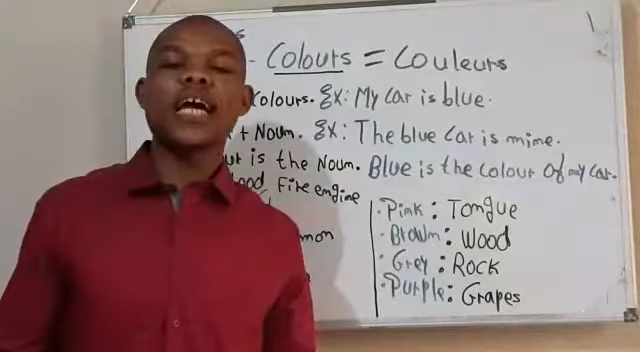 - Colours = Couleurs
Colours. Ex: My Car is blue.
+ Noun. Ex: The blue Car is mine.
is the Noun. Blue is the colour Of my Car.
Fire engine
• Pink: Tongue
• Brown: Wood
• Grey: Rock
• Purple: Grapes